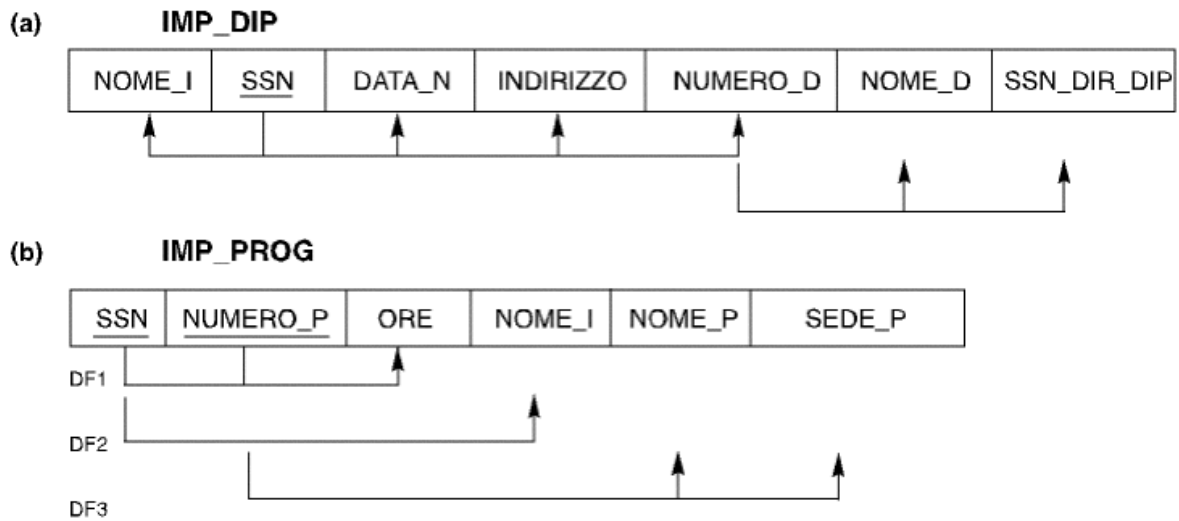 (a) IMP_DIP
NOME_I SSN DATA_N INDIRIZZO NUMERO_D NOME_D SSN_DIR_DIP
(b) IMP_PROG
SSN NUMERO_P ORE NOME_I NOME_P SEDE_P
DF1
DF2
DF3